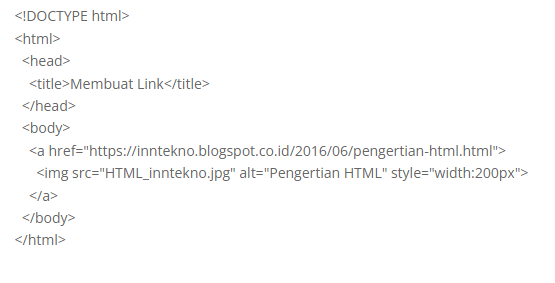 <!DOCTYPE html>
<html>
<head>
<title>Membuat Link</title>
</head>
<body>
<a href="https://inntekno.blogspot.co.id/2016/06/pengertian-html.html">
<img src="HTML_inntekno.jpg" alt="Pengertian HTML" style="width:200px">
</a>
</body>
</html>